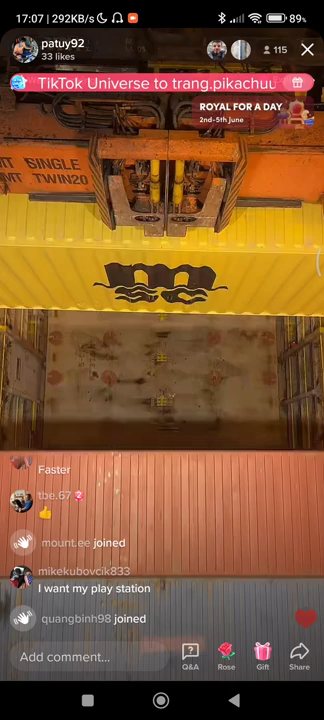 17:07 | 292KB/s
89%
patuy92
33 likes
115
TikTok Universe to trang.pikachuu
ROYAL FOR A DAY
2nd-5th June
SINGLE
TWIN20
m
Faster
tbe.67
👍
mount.ee joined
mikekubovcik833
I want my play station
quangbinh98 joined
Add comment...
Q&A
Rose
Gift
Share